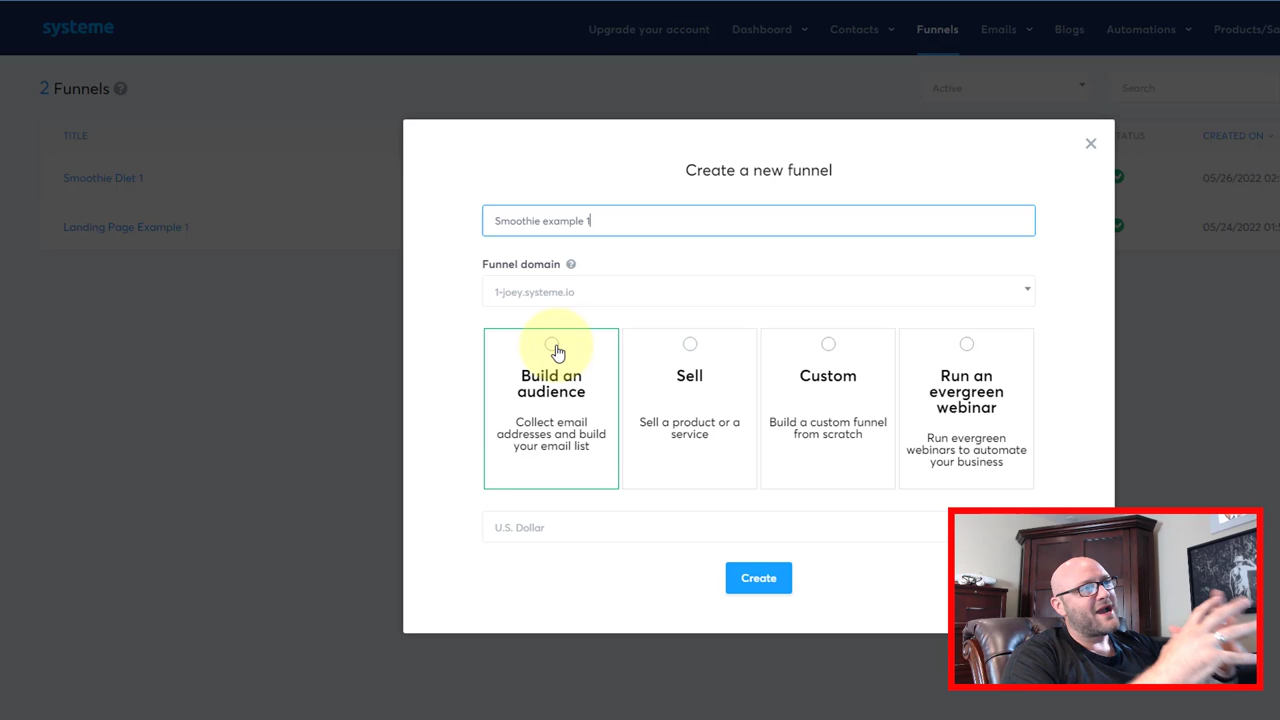 systeme
Upgrade your account Dashboard Contacts Funnels Emails Blogs Automations
2 Funnels ?
Active
Search
TITLE
STATUS
CREATED ON
Smoothie Diet 1
05/26/2022 02:
Landing Page Example 1
05/24/2022 01:
Create a new funnel
Smoothie example 1
Funnel domain ?
1-joey.systeme.io
Build an
audience
Collect email
addresses and build
your email list
Sell
Sell a product or a
service
Custom
Build a custom funnel
from scratch
Run an
evergreen
webinar
Run evergreen
webinars to automate
your business
U.S. Dollar
Create